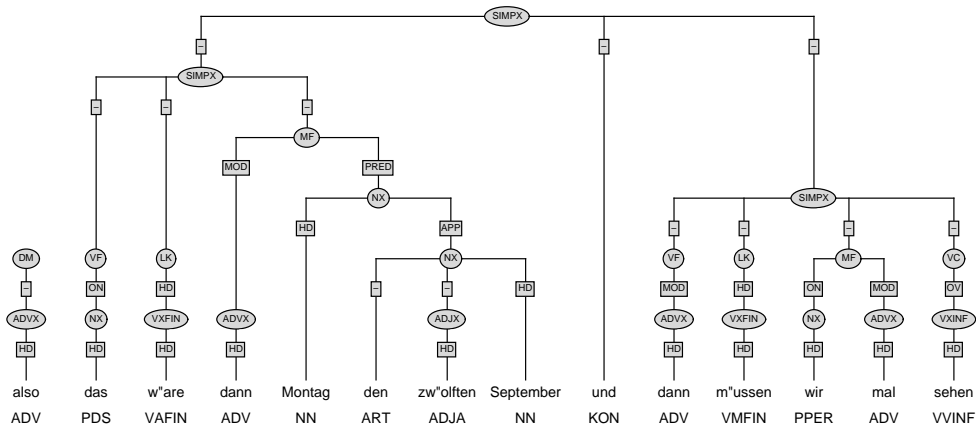 SIMPX
– – –
SIMPX
– – –
MF
MOD PRED
NX SIMPX
HD APP – – – –
DM VF LK NX VF LK MF VC
– ON HD – – HD MOD HD ON MOD OV
ADVX NX VXFIN ADVX ADJX ADVX VXFIN NX ADVX VXINF
HD HD HD HD HD HD HD HD HD HD
also das w"are dann Montag den zw"olften September und dann m"ussen wir mal sehen
ADV PDS VAFIN ADV NN ART ADJA NN KON ADV VMFIN PPER ADV VVINF